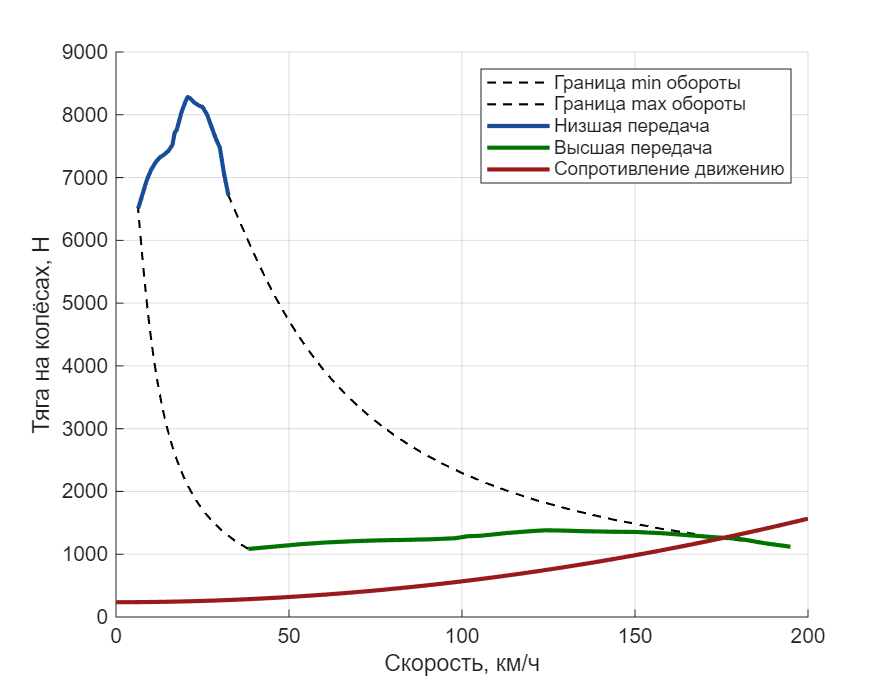 9000
8000
7000
6000
5000
4000
3000
2000
1000
0
Тяга на колёсах, Н
Граница min обороты
Граница max обороты
Низшая передача
Высшая передача
Сопротивление движению
0 50 100 150 200
Скорость, км/ч